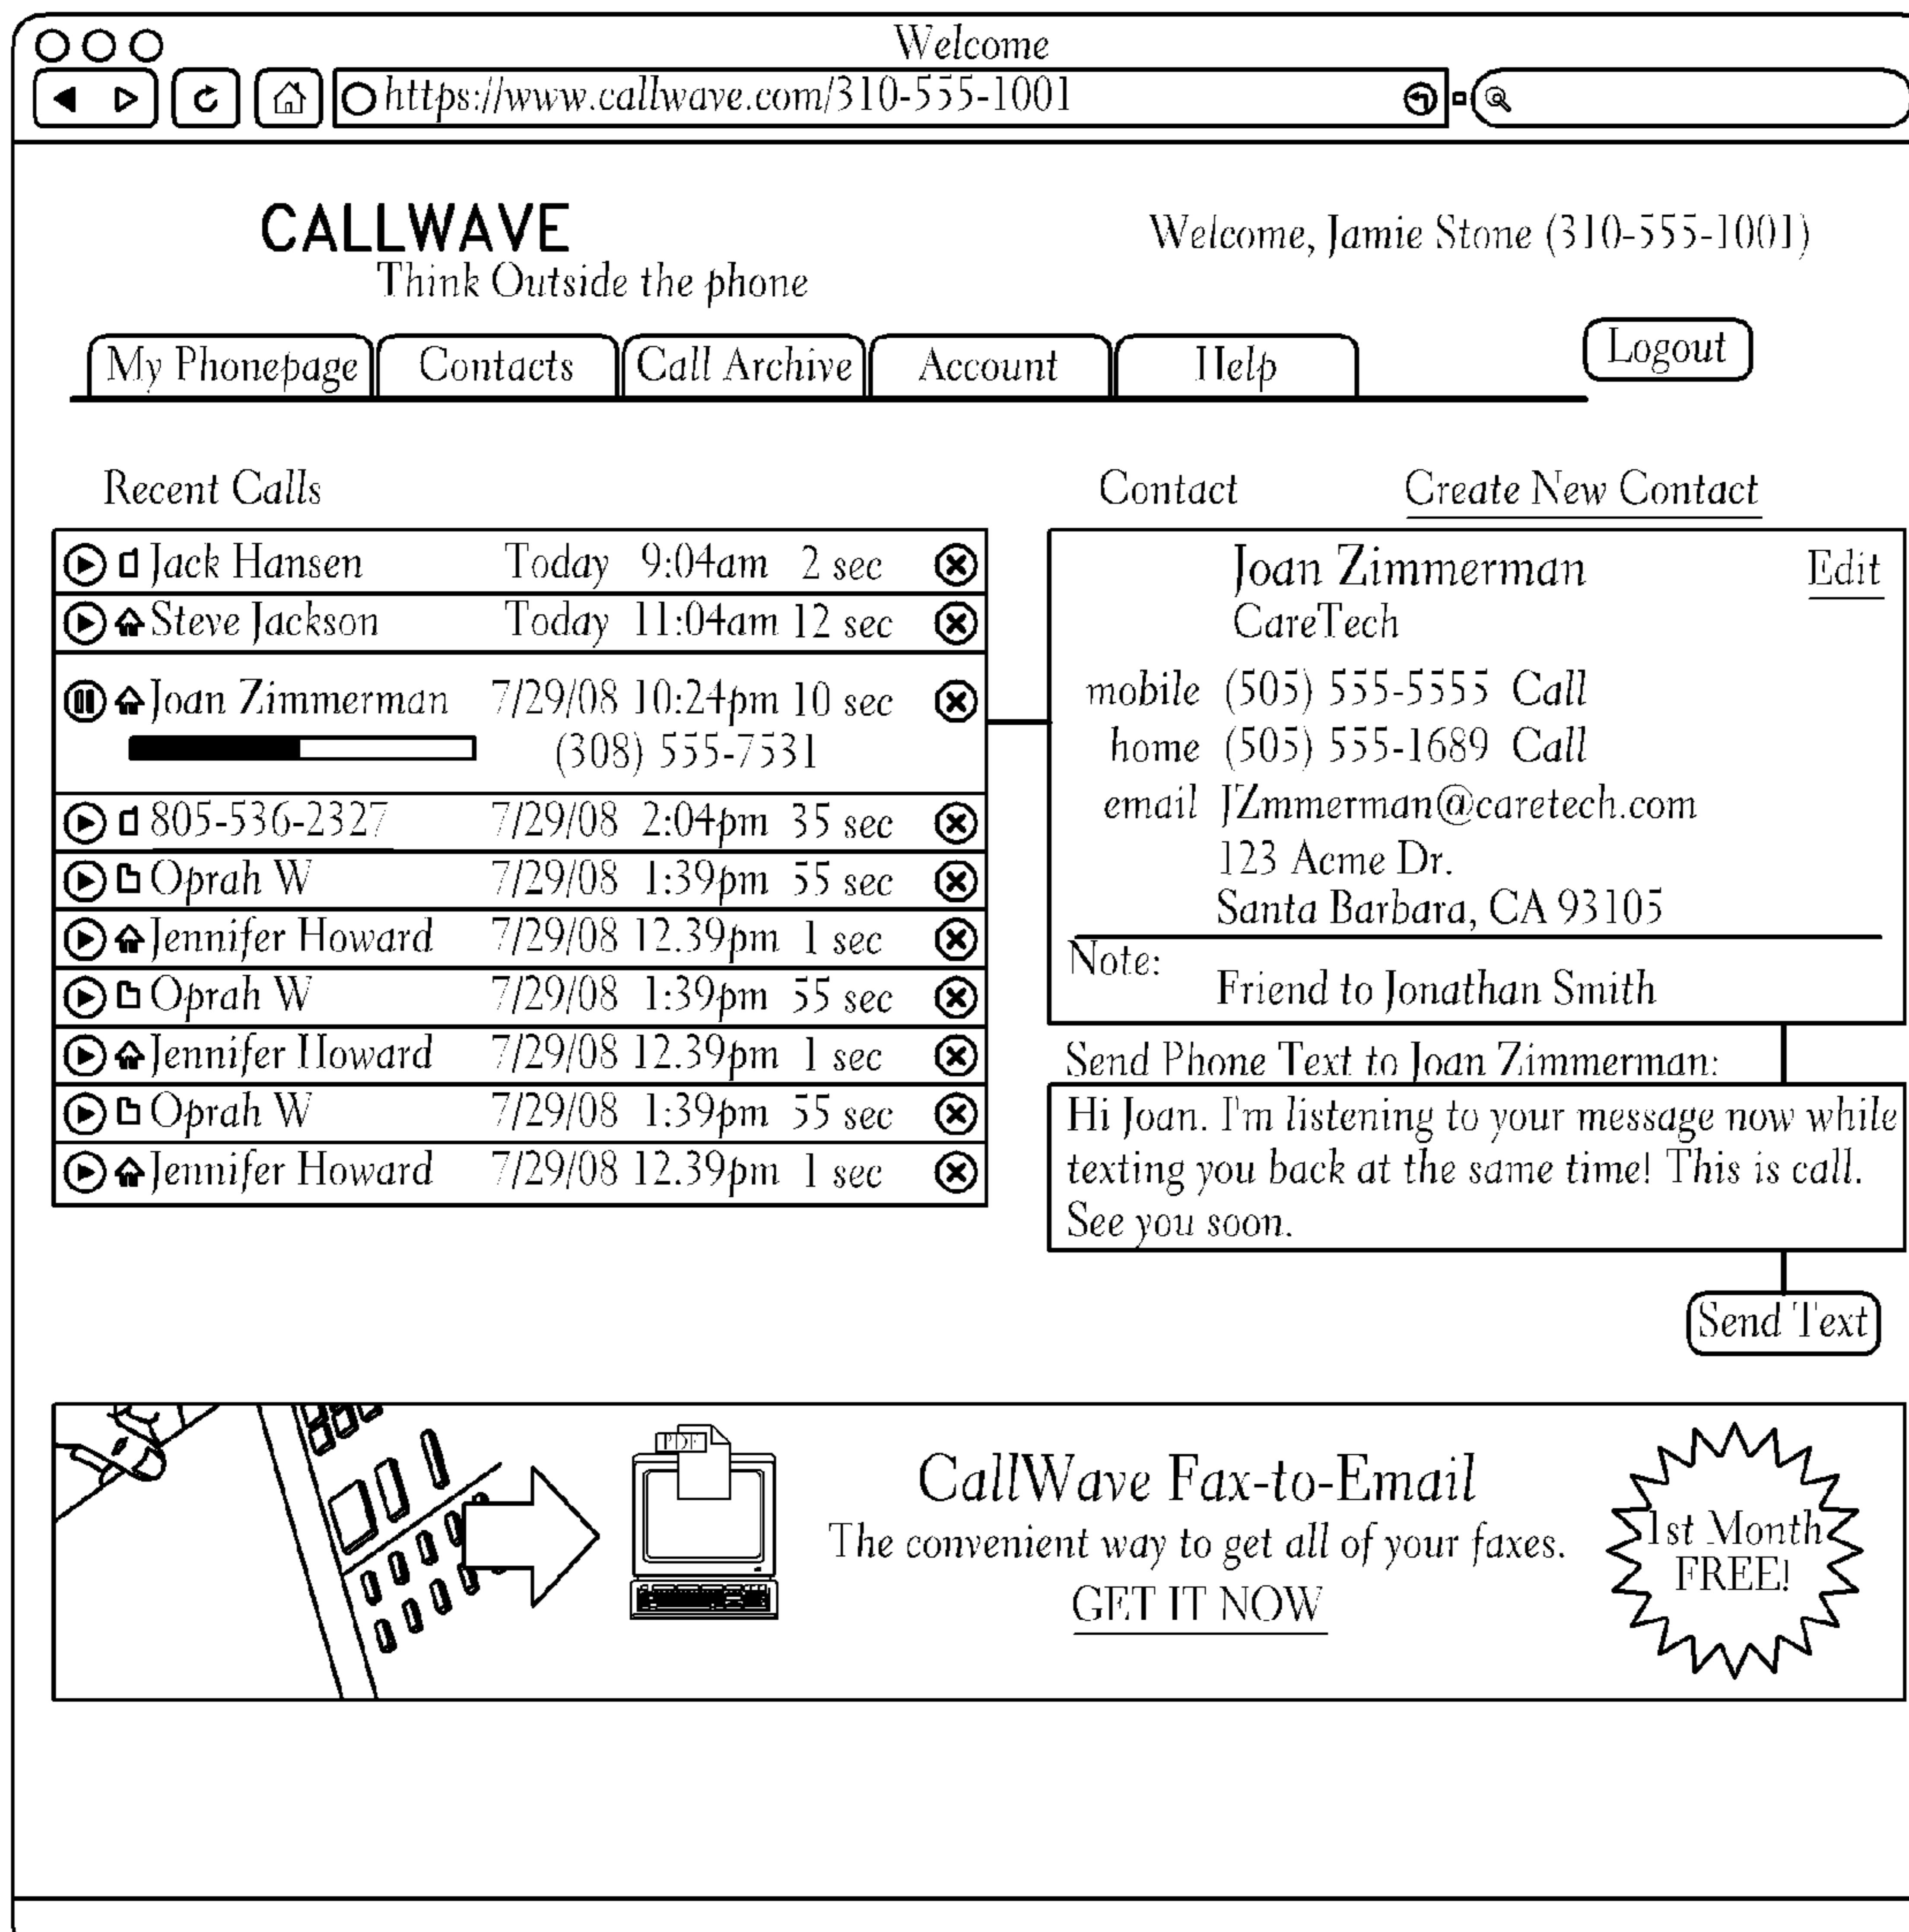 Welcome
https://www.callwave.com/310-555-1001
CALLWAVE
Think Outside the phone
Welcome, Jamie Stone (310-555-1001)
My Phonepage Contacts Call Archive Account Help Logout
Recent Calls
Jack Hansen Today 9:04am 2 sec
Steve Jackson Today 11:04am 12 sec
Joan Zimmerman 7/29/08 10:24pm 10 sec
(308) 555-7531
805-536-2327 7/29/08 2:04pm 35 sec
Oprah W 7/29/08 1:39pm 55 sec
Jennifer Howard 7/29/08 12.39pm 1 sec
Oprah W 7/29/08 1:39pm 55 sec
Jennifer Howard 7/29/08 12.39pm 1 sec
Oprah W 7/29/08 1:39pm 55 sec
Jennifer Howard 7/29/08 12.39pm 1 sec
Contact Create New Contact
Joan Zimmerman Edit
CareTech
mobile (505) 555-5555 Call
home (505) 555-1689 Call
email JZmmerman@caretech.com
123 Acme Dr.
Santa Barbara, CA 93105
Note:
Friend to Jonathan Smith
Send Phone Text to Joan Zimmerman:
Hi Joan. I'm listening to your message now while
texting you back at the same time! This is call.
See you soon.
Send Text
PDF
CallWave Fax-to-Email
The convenient way to get all of your faxes.
GET IT NOW
1st Month
FREE!